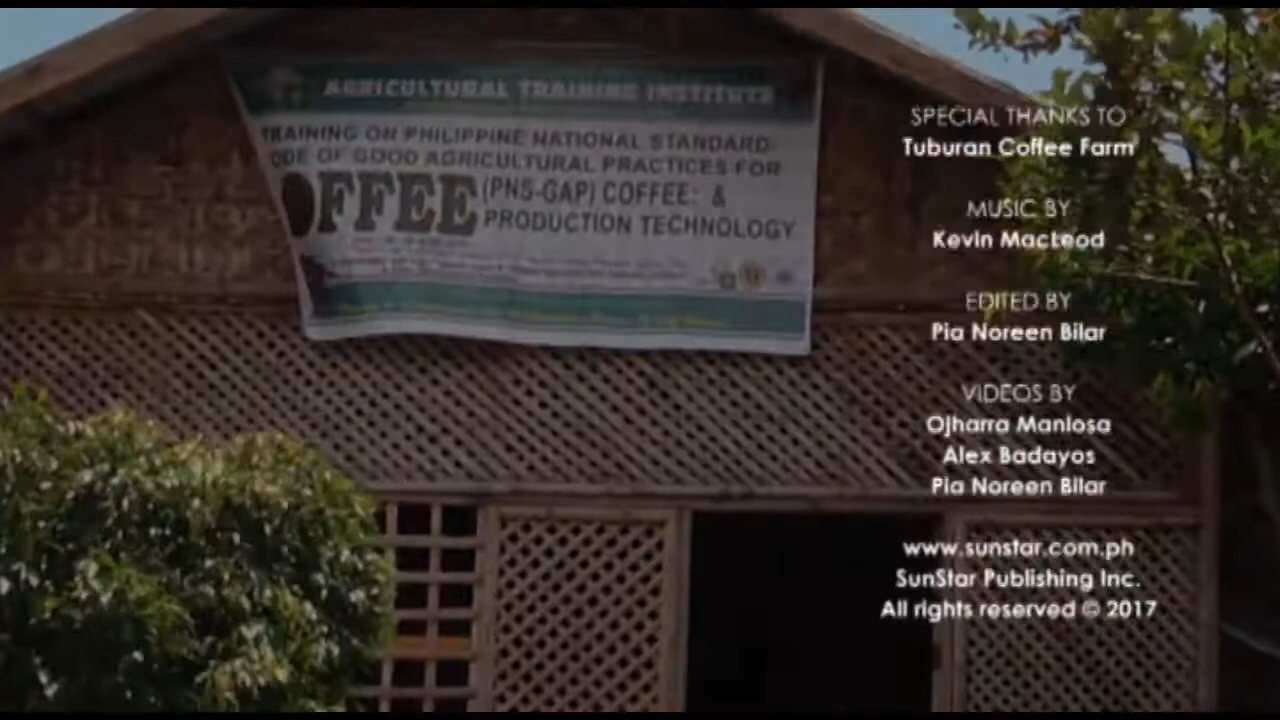 AGRICULTURAL TRAINING INSTITUTE
TRAINING ON PHILIPPINE NATIONAL STANDARD
ODE OF GOOD AGRICULTURAL PRACTICES FOR
OFFEE (PNS-GAP) COFFEE: &
PRODUCTION TECHNOLOGY
SPECIAL THANKS TO
Tuburan Coffee Farm
MUSIC BY
Kevin MacLeod
EDITED BY
Pia Noreen Bilar
VIDEOS BY
Ojharra Manlosa
Alex Badayos
Pia Noreen Bilar
www.sunstar.com.ph
SunStar Publishing Inc.
All rights reserved © 2017